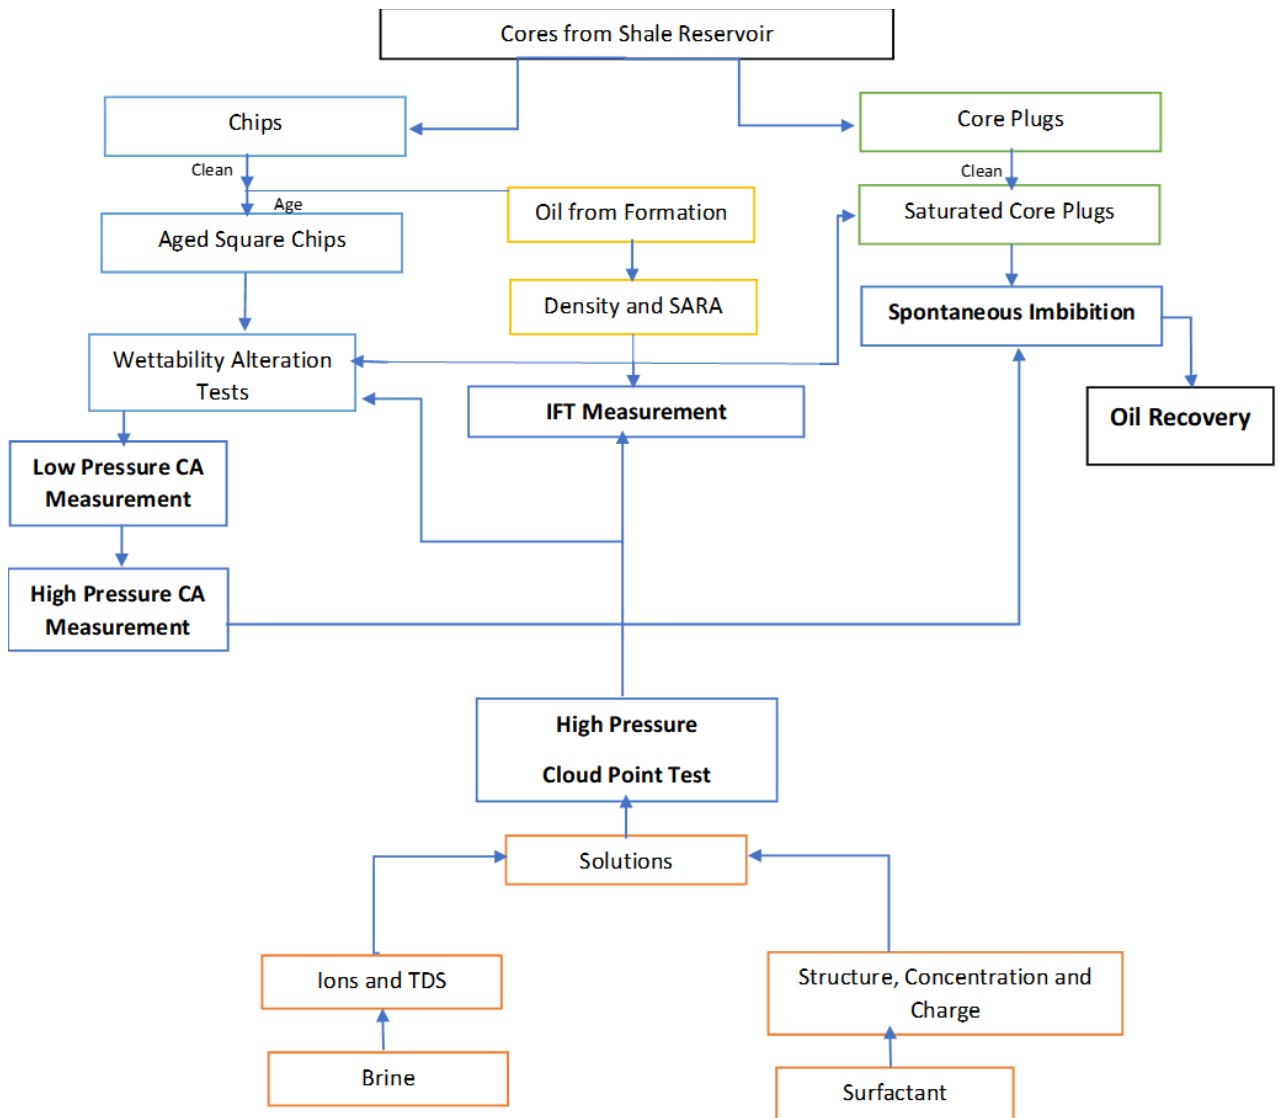 Cores from Shale Reservoir
Chips
Core Plugs
Clean
Clean
Age
Oil from Formation
Saturated Core Plugs
Aged Square Chips
Density and SARA
Spontaneous Imbibition
Wettability Alteration
Tests
IFT Measurement
Oil Recovery
Low Pressure CA
Measurement
High Pressure CA
Measurement
High Pressure
Cloud Point Test
Solutions
Ions and TDS
Structure, Concentration and
Charge
Brine
Surfactant